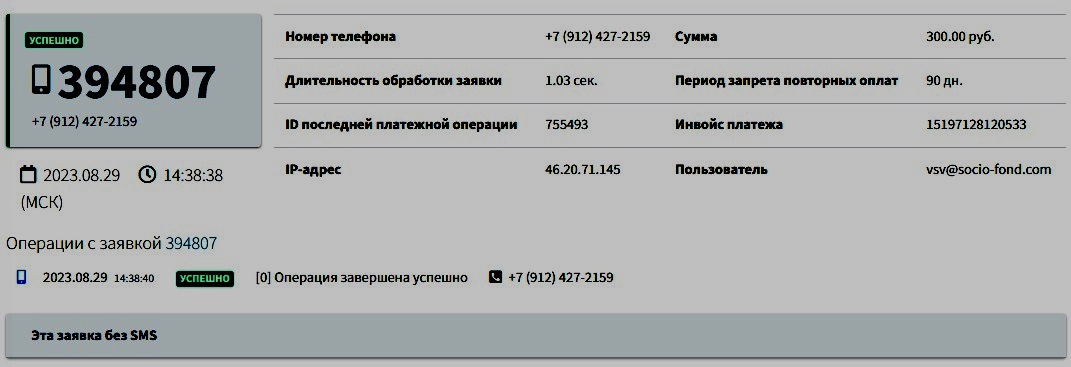 УСПЕШНО
394807
+7 (912) 427-2159
2023.08.29 14:38:38
(МСК)
Номер телефона +7 (912) 427-2159 Сумма 300.00 руб.
Длительность обработки заявки 1.03 сек. Период запрета повторных оплат 90 дн.
ID последней платежной операции 755493 Инвойс платежа 15197128120533
IP-адрес 46.20.71.145 Пользователь vsv@socio-fond.com
Операции с заявкой 394807
2023.08.29 14:38:40 УСПЕШНО [0] Операция завершена успешно +7 (912) 427-2159
Эта заявка без SMS